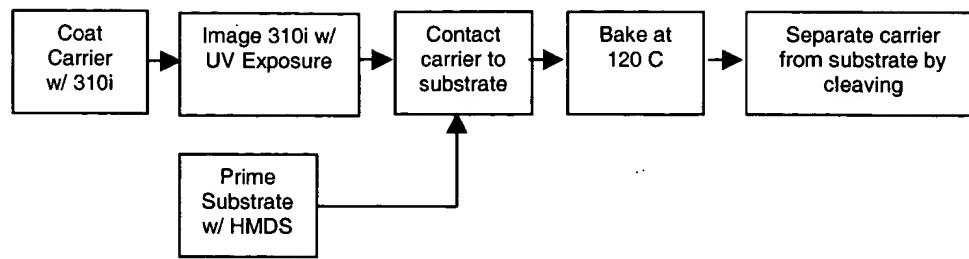 Coat
Carrier
w/ 310i
Image 310i w/
UV Exposure
Contact
carrier to
substrate
Bake at
120 C
Separate carrier
from substrate by
cleaving
Prime
Substrate
w/ HMDS